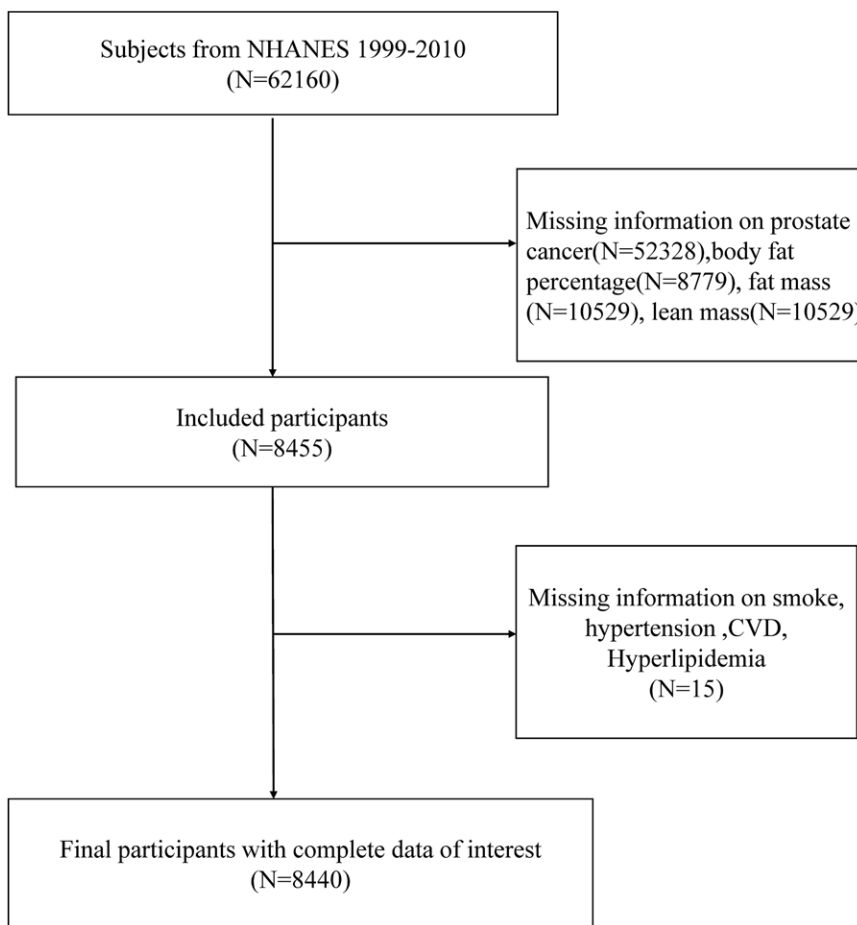 Subjects from NHANES 1999-2010
(N=62160)
Missing information on prostate
cancer(N=52328),body fat
percentage(N=8779), fat mass
(N=10529), lean mass(N=10529)
Included participants
(N=8455)
Missing information on smoke,
hypertension ,CVD,
Hyperlipidemia
(N=15)
Final participants with complete data of interest
(N=8440)